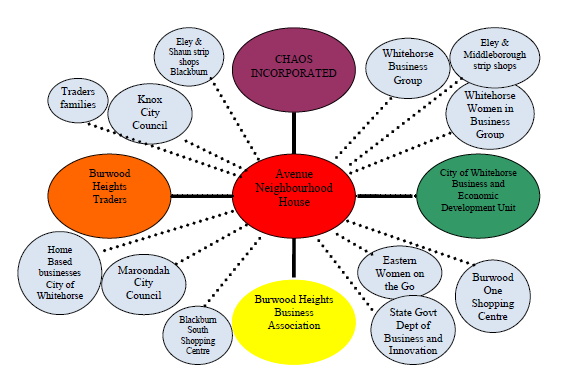 Eley &
Shaun strip
shops
Blackburn
CHAOS
INCORPORATED
Whitehorse
Business
Group
Eley &
Middleborough
strip shops
Traders
families
Knox
City
Council
Whitehorse
Women in
Business
Group
Burwood
Heights
Traders
Avenue
Neighbourhood
House
City of Whitehorse
Business and
Economic
Development Unit
Home
Based
businesses
City of
Whitehorse
Maroondah
City
Council
Eastern
Women on
the Go
Burwood
One
Shopping
Centre
Blackburn
South
Shopping
Centre
Burwood Heights
Business
Association
State Govt
Dept of
Business and
Innovation